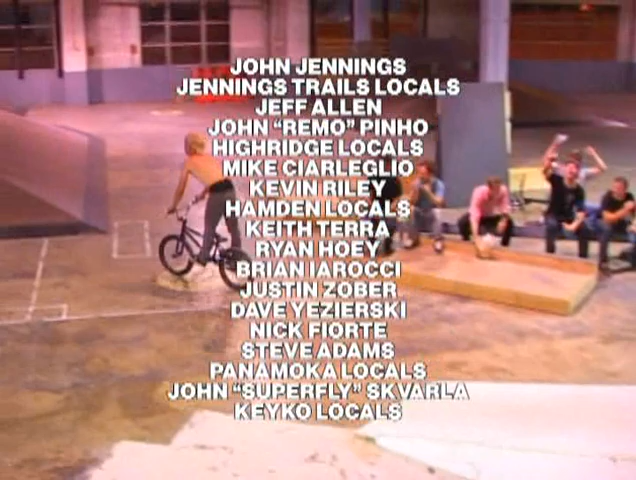 JOHN JENNINGS
JENNINGS TRAILS LOCALS
JEFF ALLEN
JOHN "REMO" PINHO
HIGHRIDGE LOCALS
MIKE CIARLEGLIO
KEVIN RILEY
HAMDEN LOCALS
KEITH TERRA
RYAN HOEY
BRIAN IAROCCI
JUSTIN ZOBER
DAVE YEZIERSKI
NICK FIORTE
STEVE ADAMS
PANAMOKA LOCALS
JOHN "SUPERFLY" SKVARLA
KEYKO LOCALS